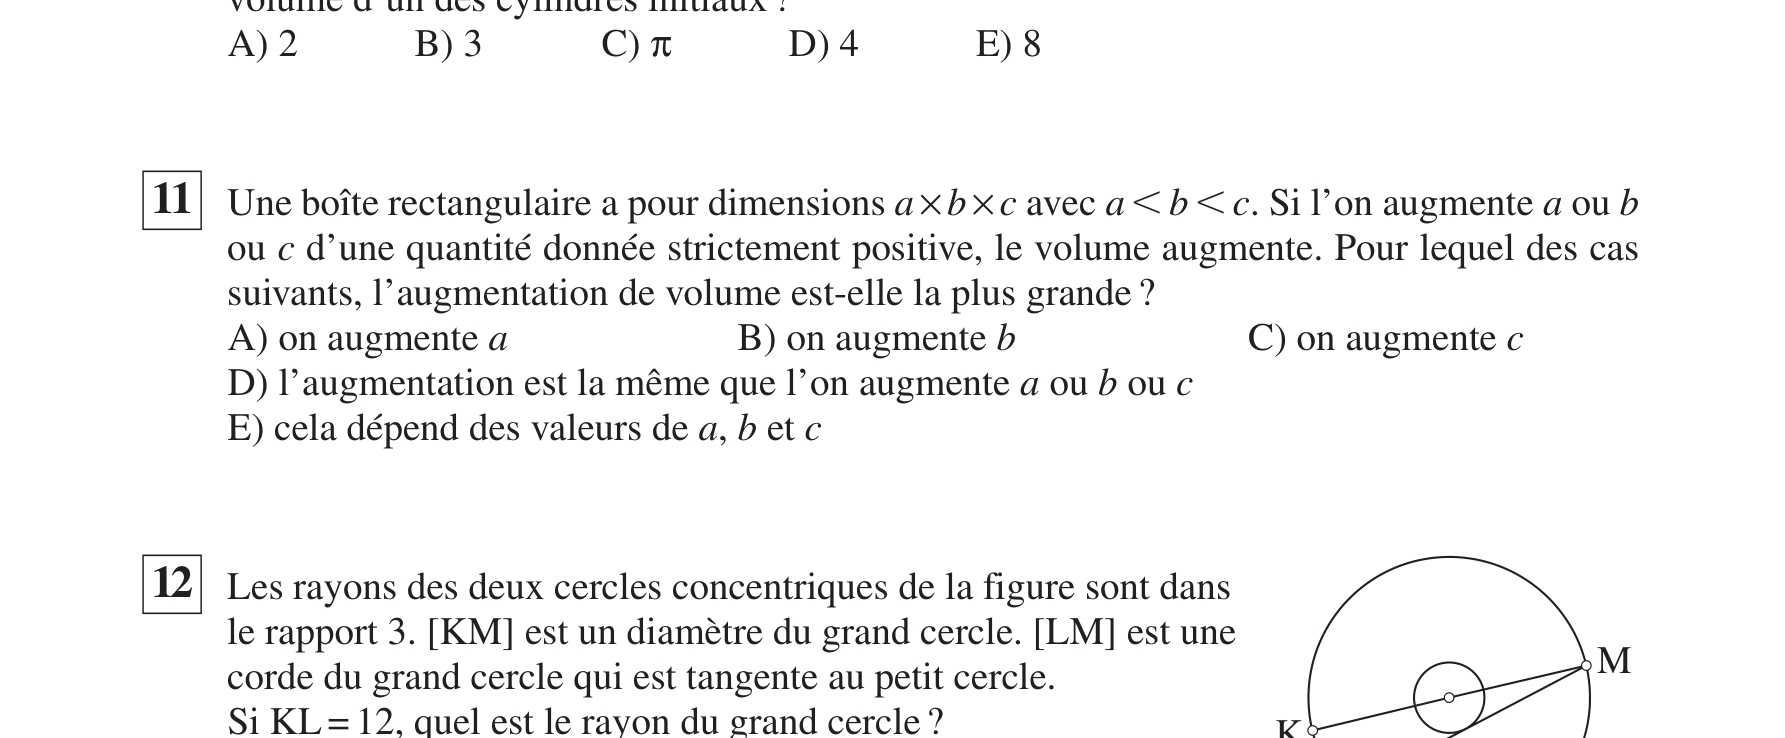 volume d'un des cylindres initiaux ?
A) 2 B) 3 C) π D) 4 E) 8
11 Une boîte rectangulaire a pour dimensions a×b×c avec a<b<c. Si l'on augmente a ou b
ou c d'une quantité donnée strictement positive, le volume augmente. Pour lequel des cas
suivants, l'augmentation de volume est-elle la plus grande ?
A) on augmente a B) on augmente b C) on augmente c
D) l'augmentation est la même que l'on augmente a ou b ou c
E) cela dépend des valeurs de a, b et c
12 Les rayons des deux cercles concentriques de la figure sont dans
le rapport 3. [KM] est un diamètre du grand cercle. [LM] est une
corde du grand cercle qui est tangente au petit cercle.
Si KL=12, quel est le rayon du grand cercle ?
M
K